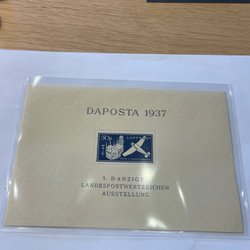 DAPOSTA 1937
1. DANZIGER
LANDESPOSTWERTZEICHEN
AUSSTELLUNG